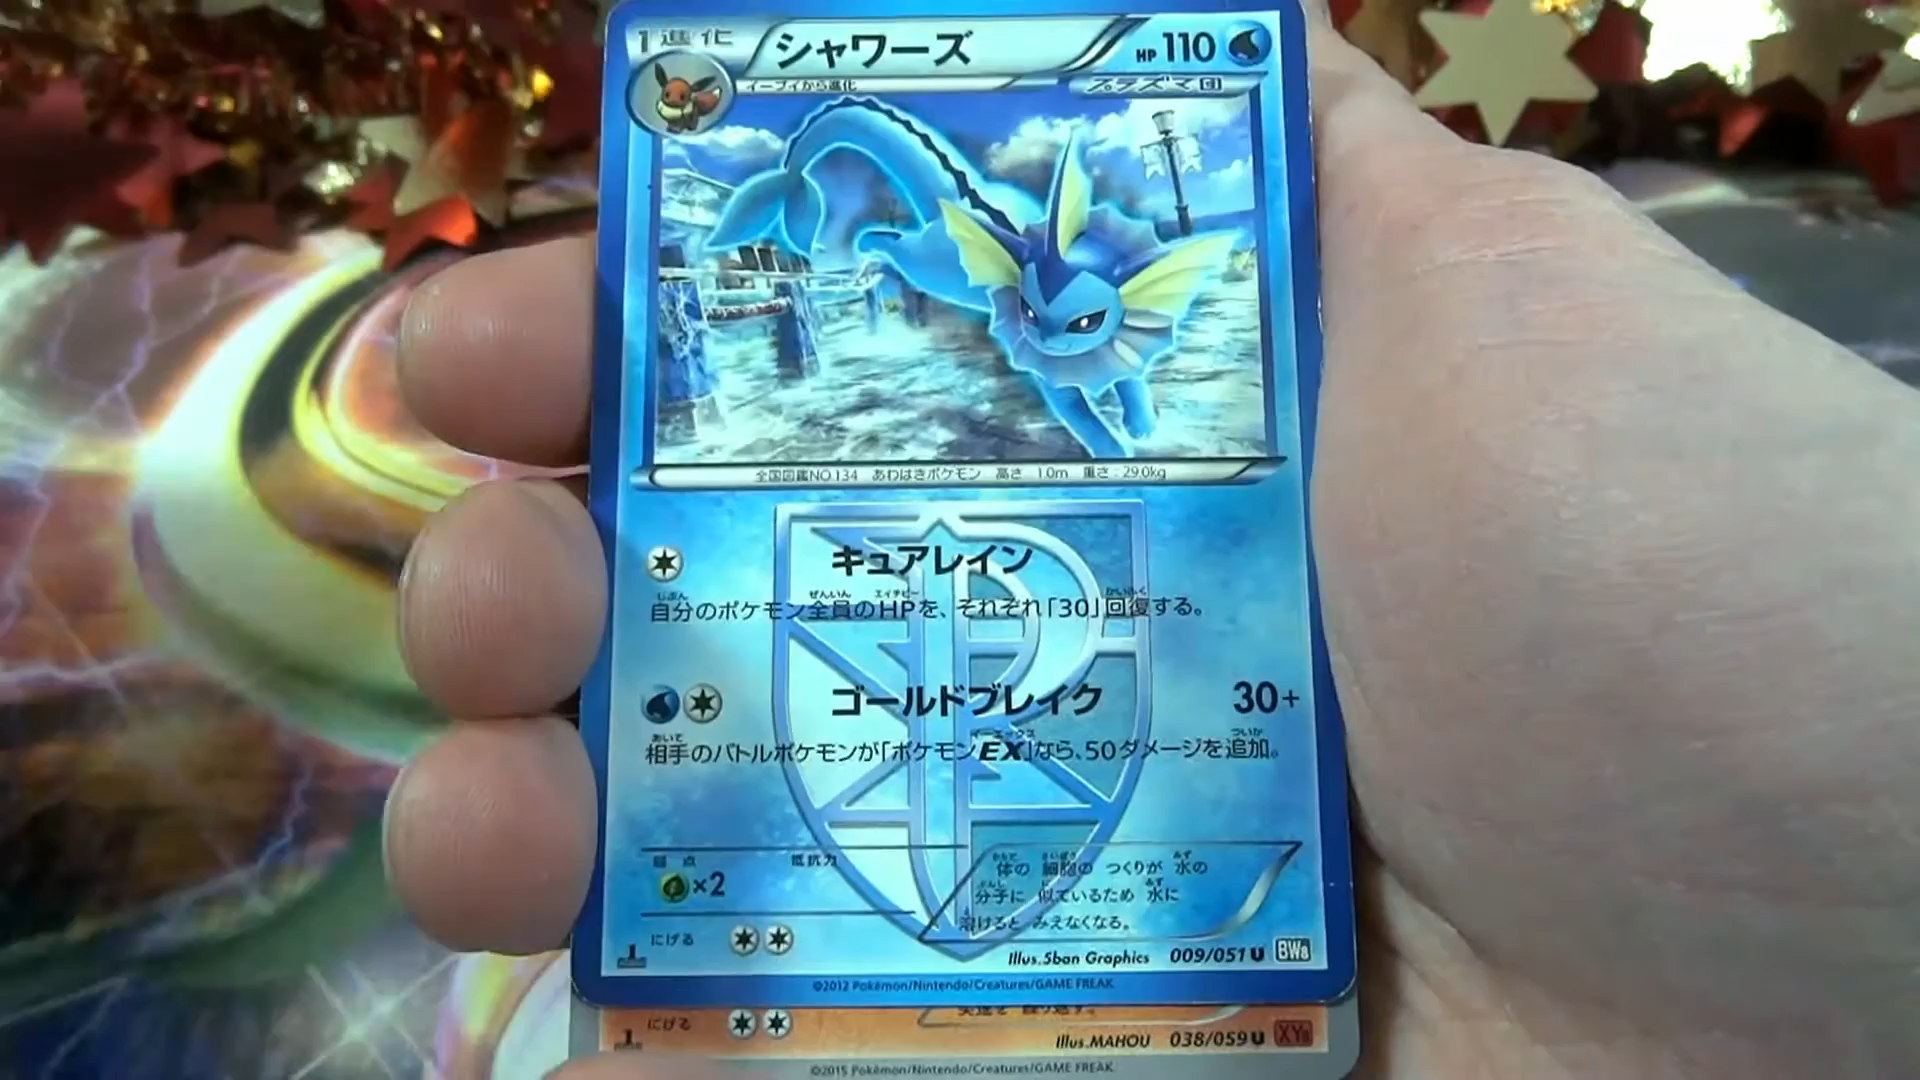 1進化
シャワーズ
HP110
イーブイから進化
プラズマ団
全国図鑑NO.134 あわはきポケモン 高さ:1.0m 重さ:29.0kg
キュアレイン
自分のポケモン全員のHPを、それぞれ「30」回復する。
ゴールドブレイク 30+
相手のバトルポケモンが「ポケモンEX」なら、50ダメージを追加。
弱点 抵抗力
×2
体の 細胞の つくりが 水の
分子に 似ているため 水に
溶けると みえなくなる。
にげる
1
Illus.5ban Graphics 009/051 U BW8
©2012 Pokémon/Nintendo/Creatures/GAME FREAK
にげる
1
Illus.MAHOU 038/059 U XY8
©2015 Pokémon/Nintendo/Creatures/GAME FREAK